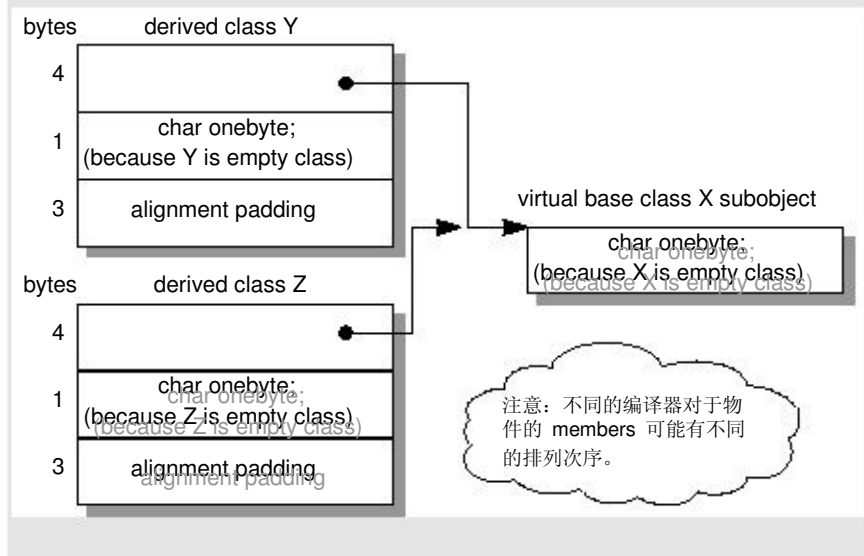 bytes derived class Y
4
char onebyte;
1
(because Y is empty class)
3 alignment padding
virtual base class X subobject
char onebyte;
(because X is empty class)
bytes derived class Z
4
char onebyte;
1
(because Z is empty class)
3 alignment padding
注意：不同的编译器对于物
件的 members 可能有不同
的排列次序。